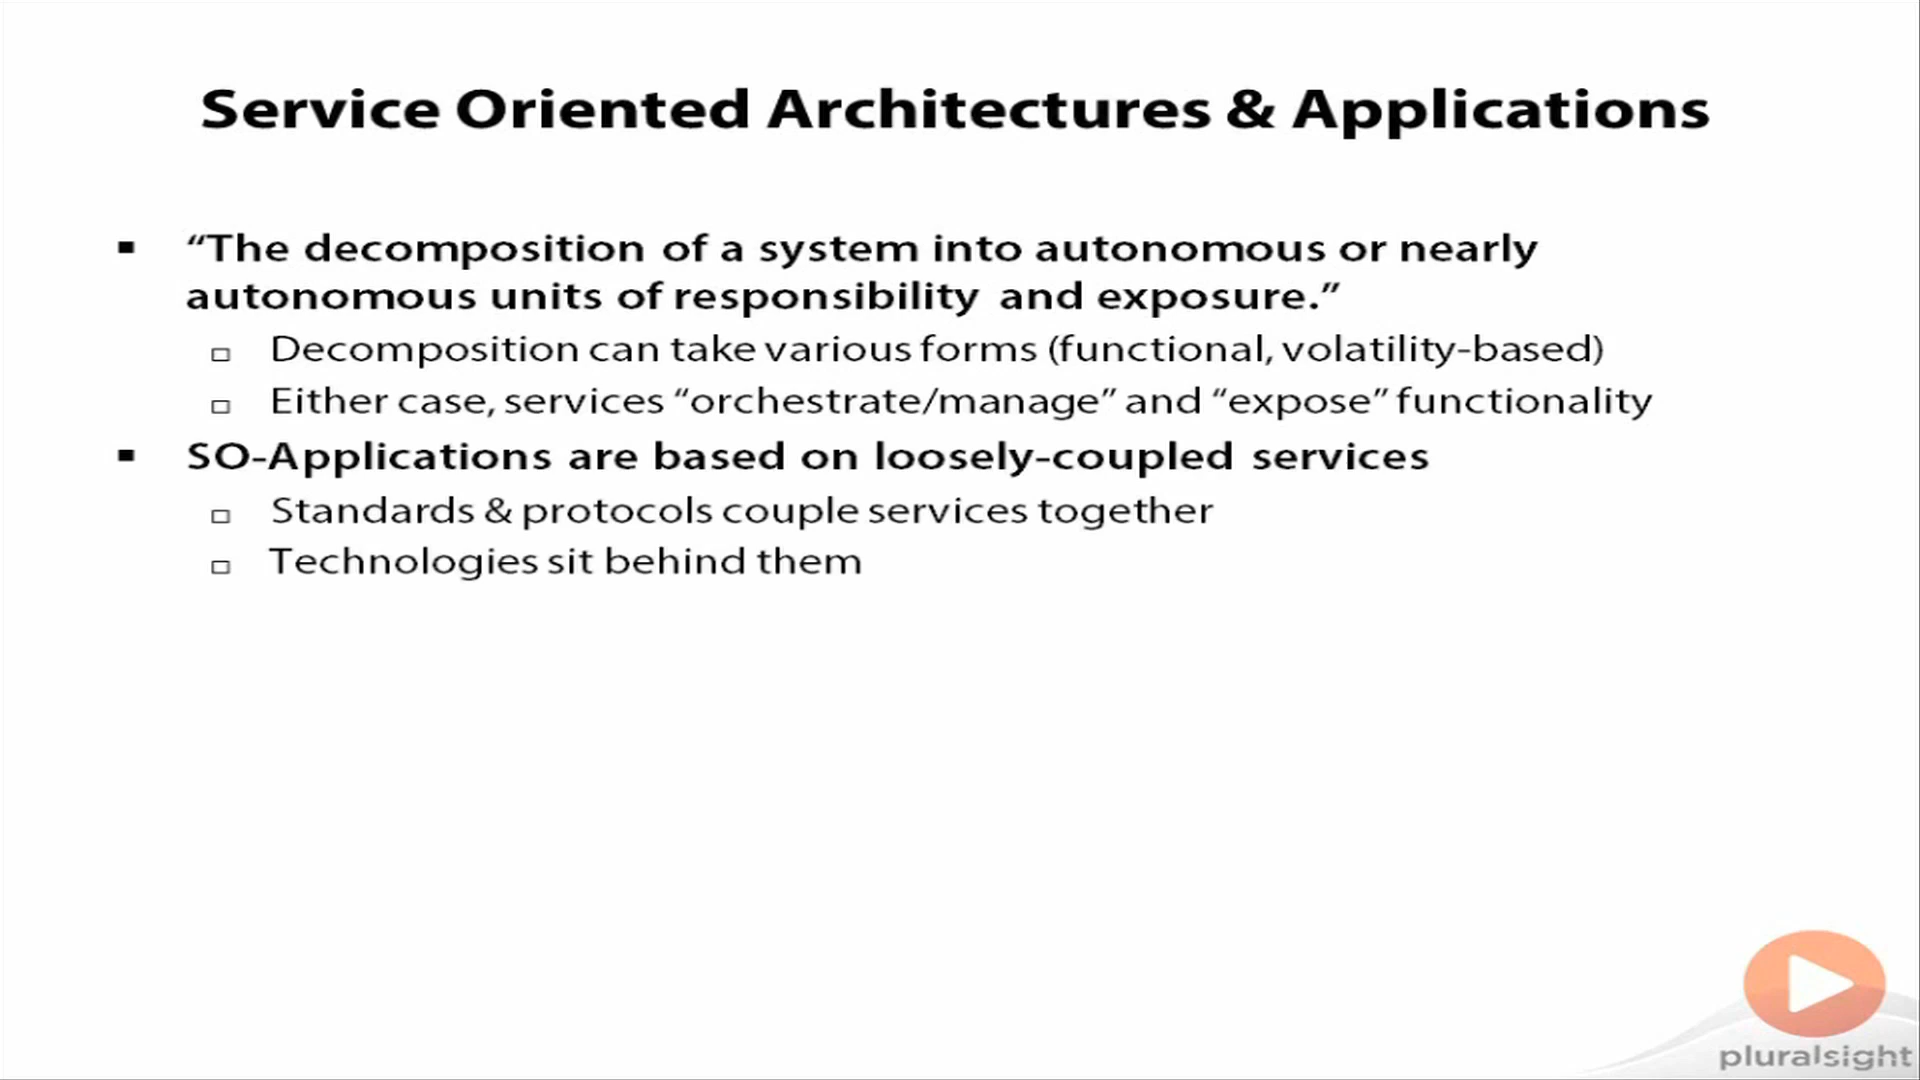 Service Oriented Architectures & Applications
“The decomposition of a system into autonomous or nearly
autonomous units of responsibility and exposure.”
Decomposition can take various forms (functional, volatility-based)
Either case, services “orchestrate/manage” and “expose” functionality
SO-Applications are based on loosely-coupled services
Standards & protocols couple services together
Technologies sit behind them
pluralsight